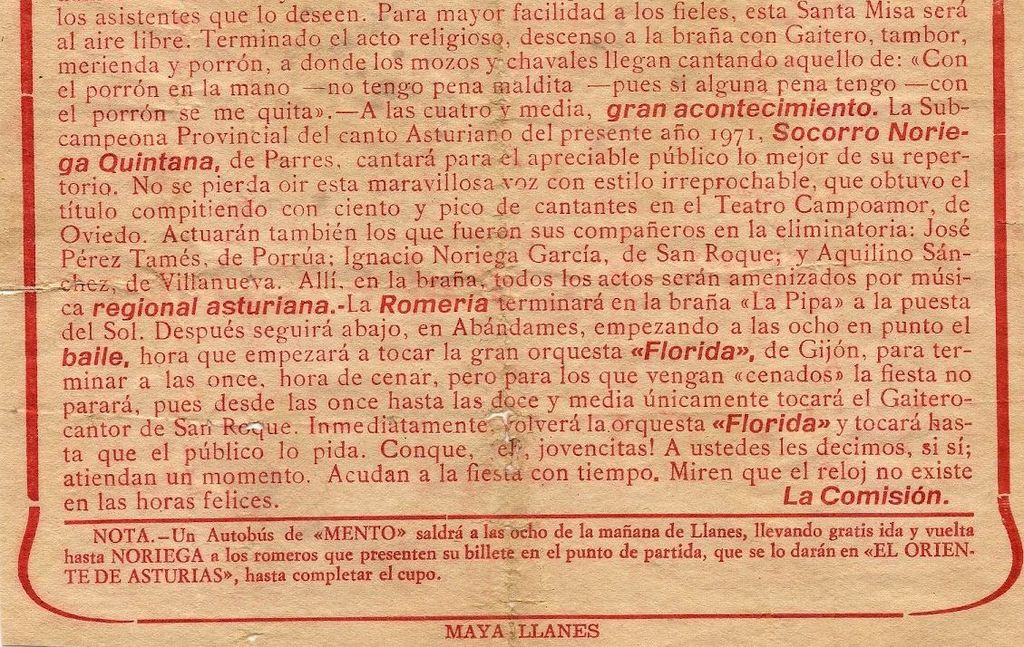 los asistentes que lo deseen. Para mayor facilidad a los fieles, esta Santa Misa será
al aire libre. Terminado el acto religioso, descenso a la braña con Gaitero, tambor,
merienda y porrón, a donde los mozos y chavales llegan cantando aquello de: «Con
el porrón en la mano —no tengo pena maldita —pues si alguna pena tengo —con
el porrón se me quita».—A las cuatro y media, gran acontecimiento. La Sub-
campeona Provincial del canto Asturiano del presente año 1971, Socorro Norie-
ga Quintana, de Parres, cantará para el apreciable público lo mejor de su reper-
torio. No se pierda oir esta maravillosa voz con estilo irreprochable, que obtuvo el
título compitiendo con ciento y pico de cantantes en el Teatro Campoamor, de
Oviedo. Actuarán también los que fueron sus compañeros en la eliminatoria: José
Pérez Tamés, de Porrúa; Ignacio Noriega García, de San Roque; y Aquilino Sán-
chez, de Villanueva. Allí, en la braña, todos los actos serán amenizados por músi-
ca regional asturiana.-La Romería terminará en la braña «La Pipa» a la puesta
del Sol. Después seguirá abajo, en Abándames, empezando a las ocho en punto el
baile, hora que empezará a tocar la gran orquesta «Florida», de Gijón, para ter-
minar a las once, hora de cenar, pero para los que vengan «cenados» la fiesta no
parará, pues desde las once hasta las doce y media únicamente tocará el Gaitero-
cantor de San Roque. Inmediatamente volverá la orquesta «Florida» y tocará has-
ta que el público lo pida. Conque, jovencitas! A ustedes les decimos, si sí;
atiendan un momento. Acudan a la fiesta con tiempo. Miren que el reloj no existe
en las horas felices. La Comisión.
NOTA.—Un Autobús de «MENTO» saldrá a las ocho de la mañana de Llanes, llevando gratis ida y vuelta
hasta NORIEGA a los romeros que presenten su billete en el punto de partida, que se lo darán en «EL ORIEN-
TE DE ASTURIAS», hasta completar el cupo.
MAYA LLANES